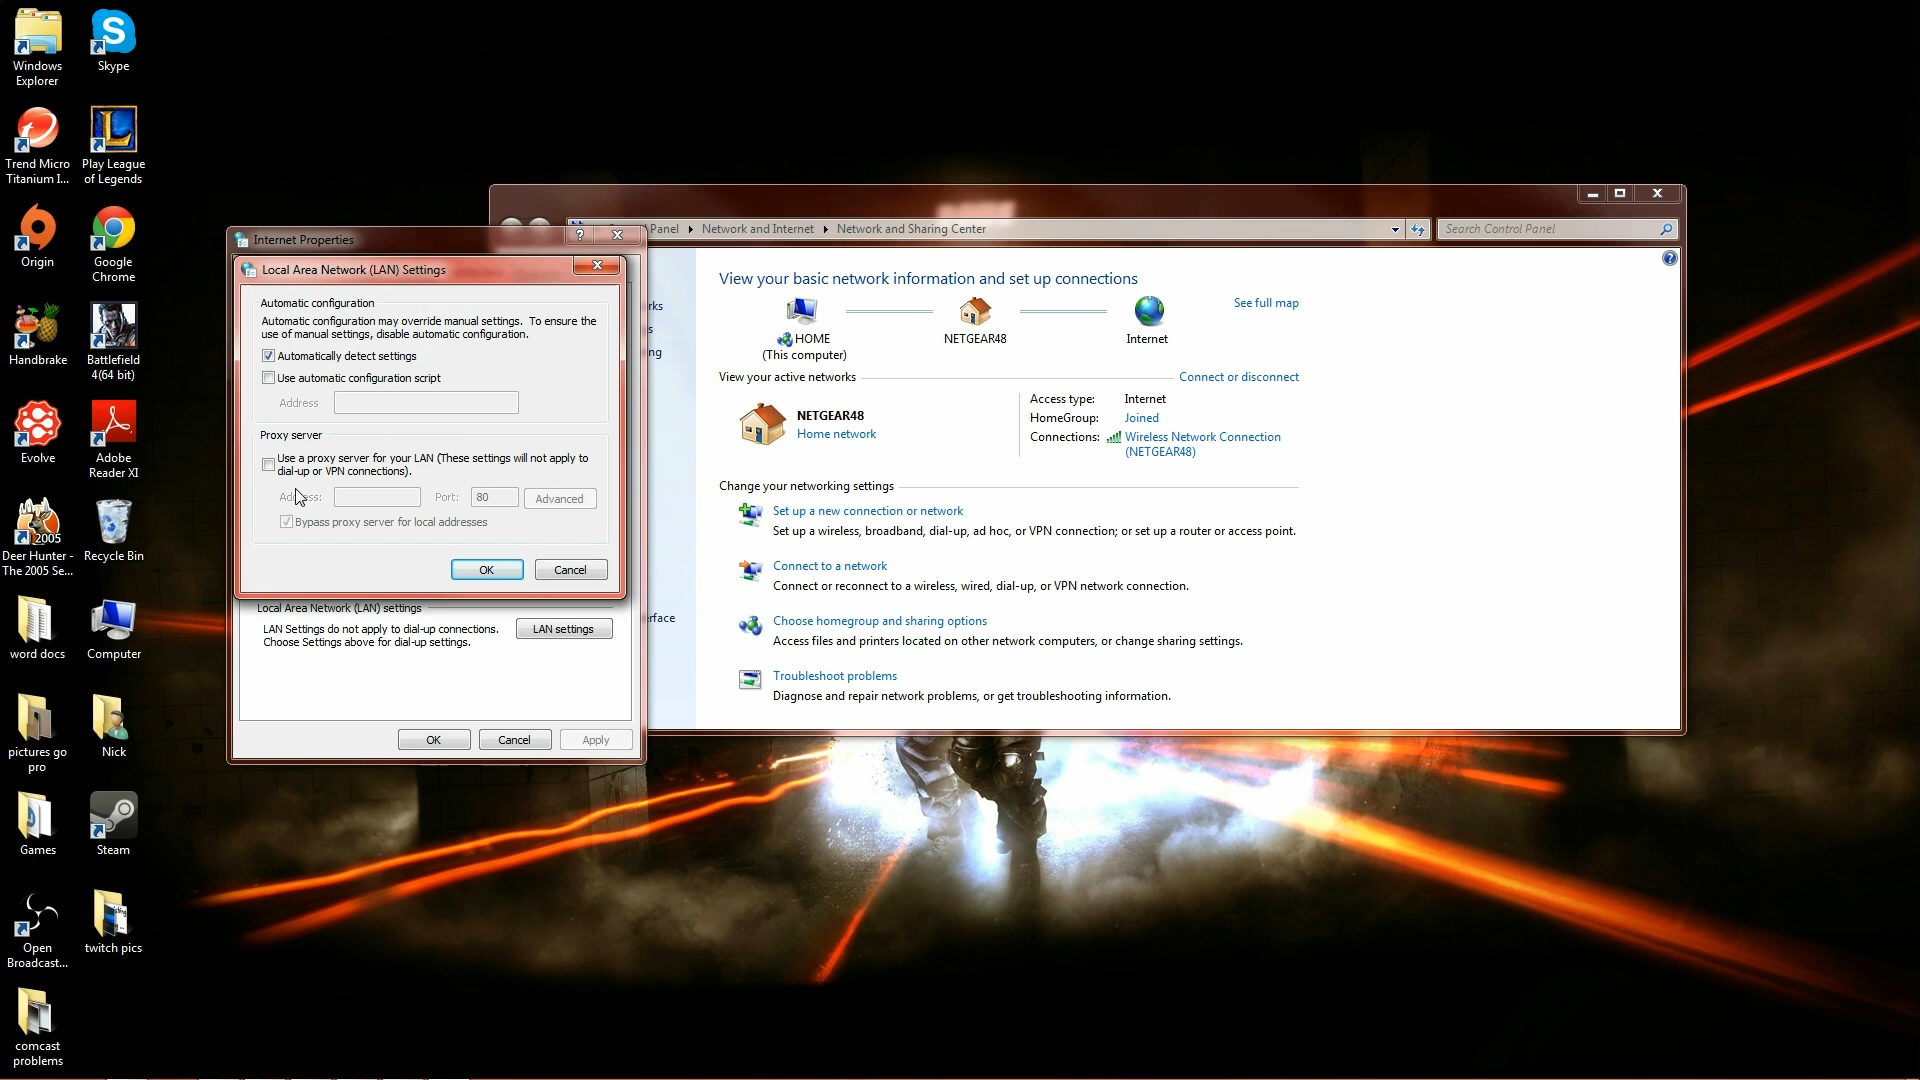 Windows
Explorer
Skype
Trend Micro
Titanium I...
Play League
of Legends
Origin
Google
Chrome
Handbrake
Battlefield
4(64 bit)
Evolve
Adobe
Reader XI
2005
Deer Hunter -
The 2005 Se...
Recycle Bin
word docs
Computer
pictures go
pro
Nick
Games
Steam
Open
Broadcast...
twitch pics
comcast
problems
Internet Properties
?
Local Area Network (LAN) Settings
Automatic configuration
Automatic configuration may override manual settings. To ensure the
use of manual settings, disable automatic configuration.
Automatically detect settings
Use automatic configuration script
Address
Proxy server
Use a proxy server for your LAN (These settings will not apply to
dial-up or VPN connections).
Address: Port: 80 Advanced
Bypass proxy server for local addresses
OK Cancel
Local Area Network (LAN) settings
LAN Settings do not apply to dial-up connections.
Choose Settings above for dial-up settings.
LAN settings
OK Cancel Apply
Panel Network and Internet Network and Sharing Center
Search Control Panel
rks
s
ng
erface
View your basic network information and set up connections
See full map
HOME
(This computer)
NETGEAR48
Internet
View your active networks
Connect or disconnect
NETGEAR48
Home network
Access type: Internet
HomeGroup: Joined
Connections: Wireless Network Connection
(NETGEAR48)
Change your networking settings
Set up a new connection or network
Set up a wireless, broadband, dial-up, ad hoc, or VPN connection; or set up a router or access point.
Connect to a network
Connect or reconnect to a wireless, wired, dial-up, or VPN network connection.
Choose homegroup and sharing options
Access files and printers located on other network computers, or change sharing settings.
Troubleshoot problems
Diagnose and repair network problems, or get troubleshooting information.